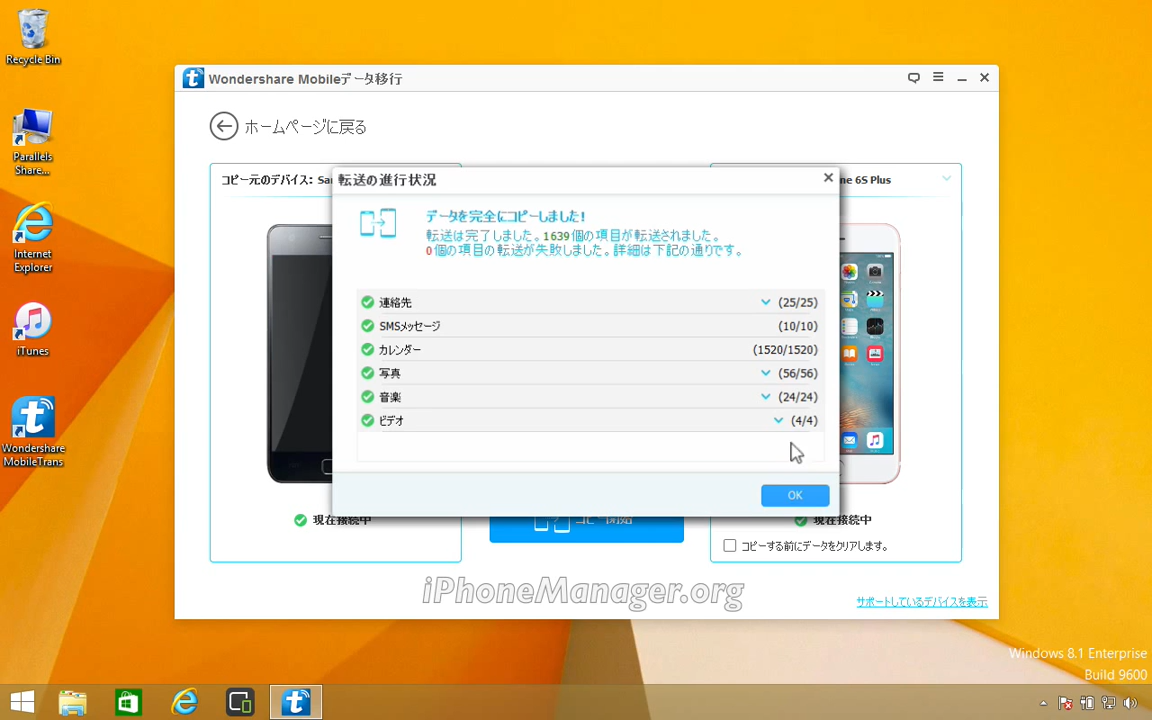 Recycle Bin
Parallels
Share...
Internet
Explorer
iTunes
Wondershare
MobileTrans
Wondershare Mobileデータ移行
ホームページに戻る
コピー元のデバイス: Sa
ne 6S Plus
転送の進行状況
データを完全にコピーしました!
転送は完了しました。1639個の項目が転送されました。
0個の項目の転送が失敗しました。詳細は下記の通りです。
連絡先 (25/25)
SMSメッセージ (10/10)
カレンダー (1520/1520)
写真 (56/56)
音楽 (24/24)
ビデオ (4/4)
OK
現在接続中
コピー開始
現在接続中
コピーする前にデータをクリアします。
iPhoneManager.org
サポートしているデバイスを表示
Windows 8.1 Enterprise
Build 9600